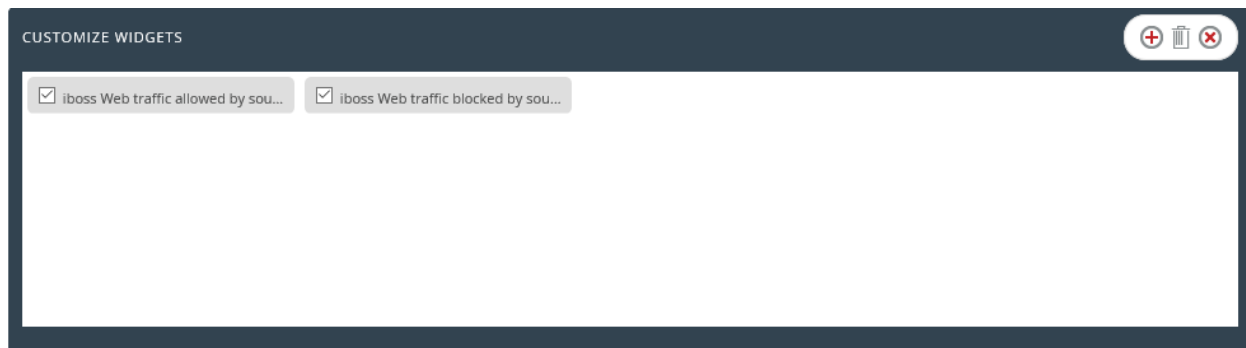 CUSTOMIZE WIDGETS
iboss Web traffic allowed by sou...
iboss Web traffic blocked by sou...